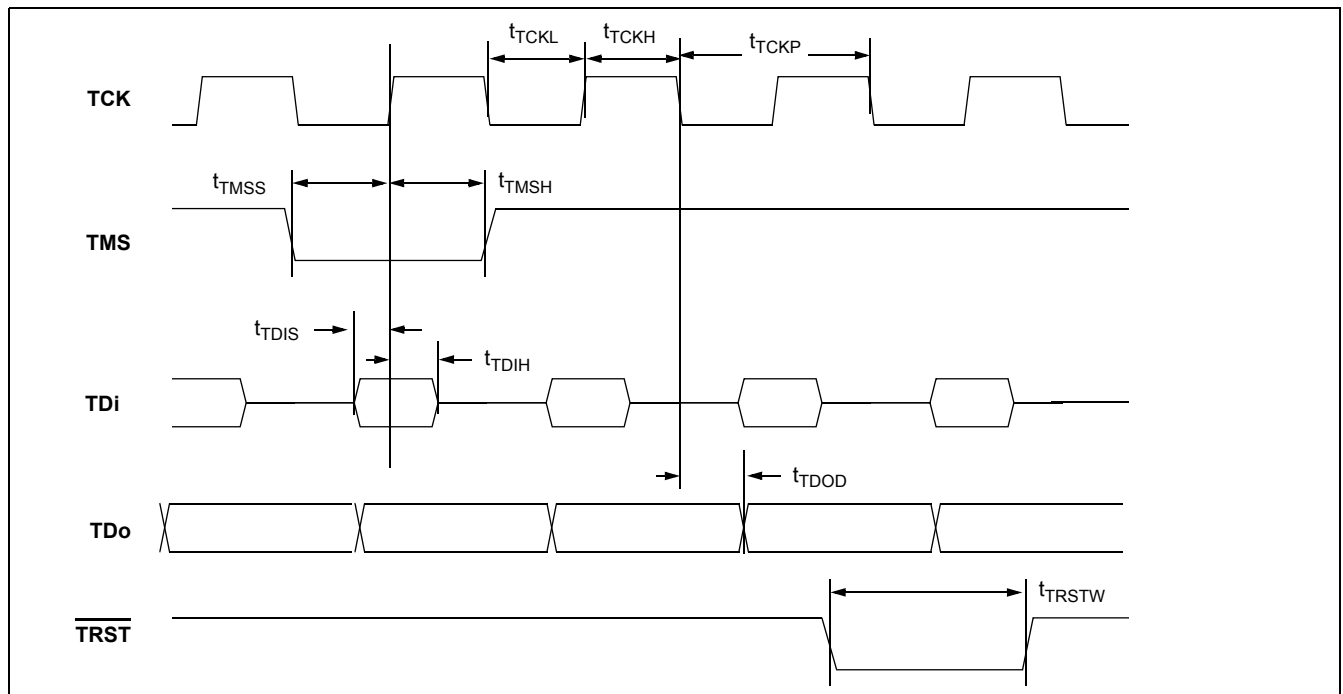 tTCKL tTCKH tTCKP
TCK
tTMSS tTMSH
TMS
tTDIS
tTDIH
TDi
tTDOD
TDo
tTRSTW
TRST